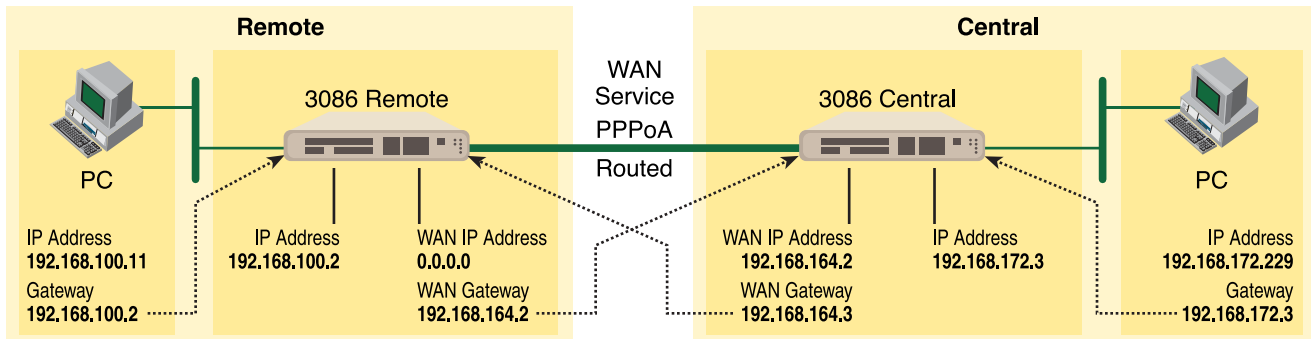 Remote
Central
3086 Remote
WAN
Service
PPPoA
Routed
3086 Central
PC
PC
IP Address
192.168.100.11
Gateway
192.168.100.2
IP Address
192.168.100.2
WAN IP Address
0.0.0.0
WAN Gateway
192.168.164.2
WAN IP Address
192.168.164.2
WAN Gateway
192.168.164.3
IP Address
192.168.172.3
IP Address
192.168.172.229
Gateway
192.168.172.3